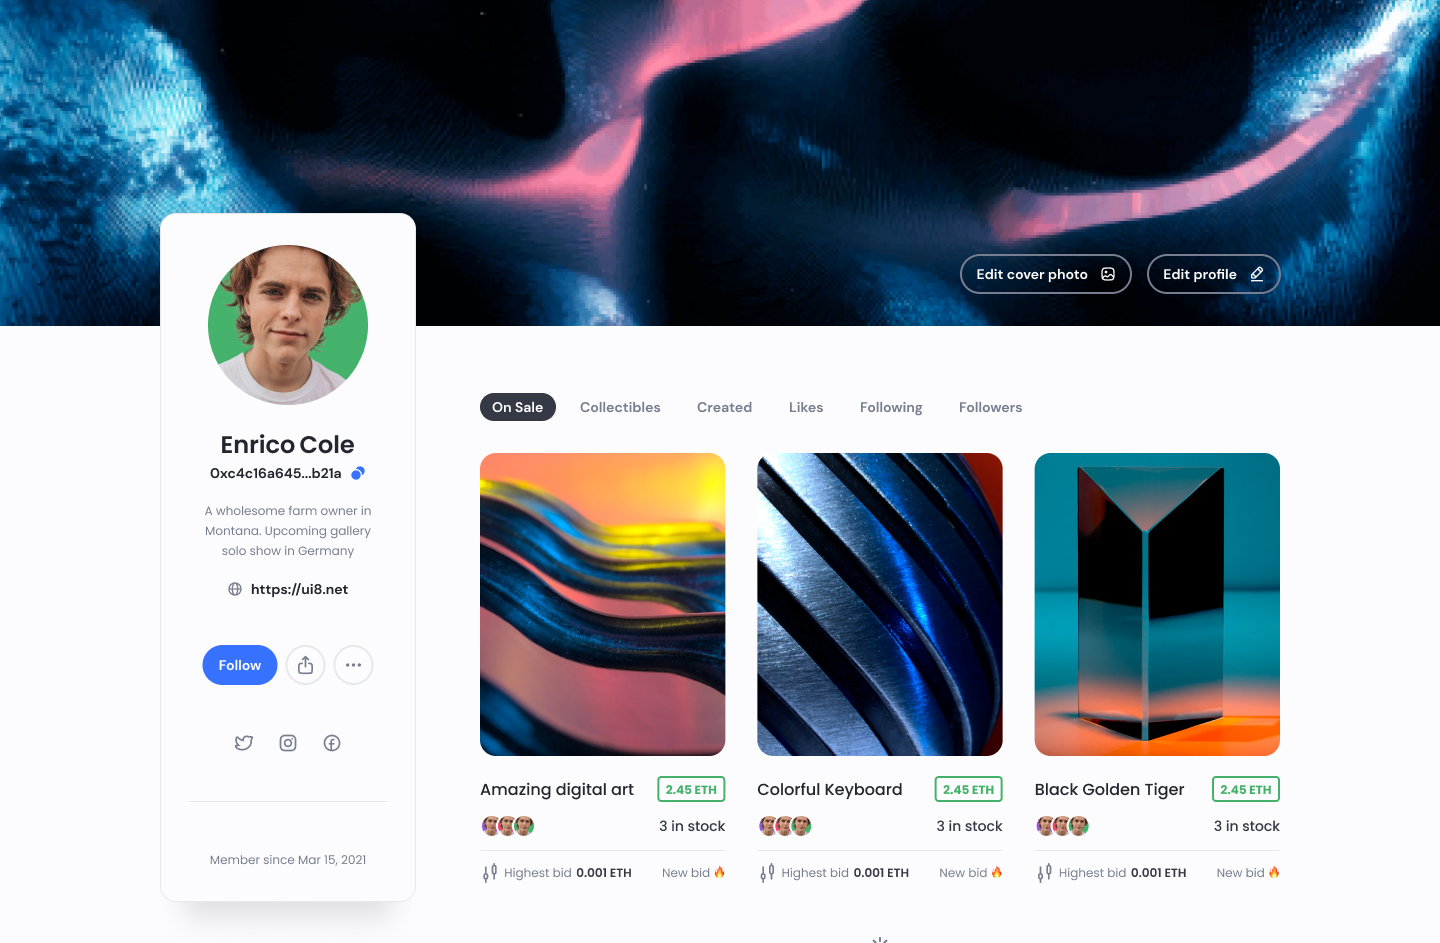 Edit cover photo
Edit profile
Enrico Cole
0xc4c16a645...b21a
A wholesome farm owner in
Montana. Upcoming gallery
solo show in Germany
https://ui8.net
Follow
Member since Mar 15, 2021
On Sale
Collectibles
Created
Likes
Following
Followers
Amazing digital art
2.45 ETH
3 in stock
Highest bid 0.001 ETH
New bid 🔥
Colorful Keyboard
2.45 ETH
3 in stock
Highest bid 0.001 ETH
New bid 🔥
Black Golden Tiger
2.45 ETH
3 in stock
Highest bid 0.001 ETH
New bid 🔥